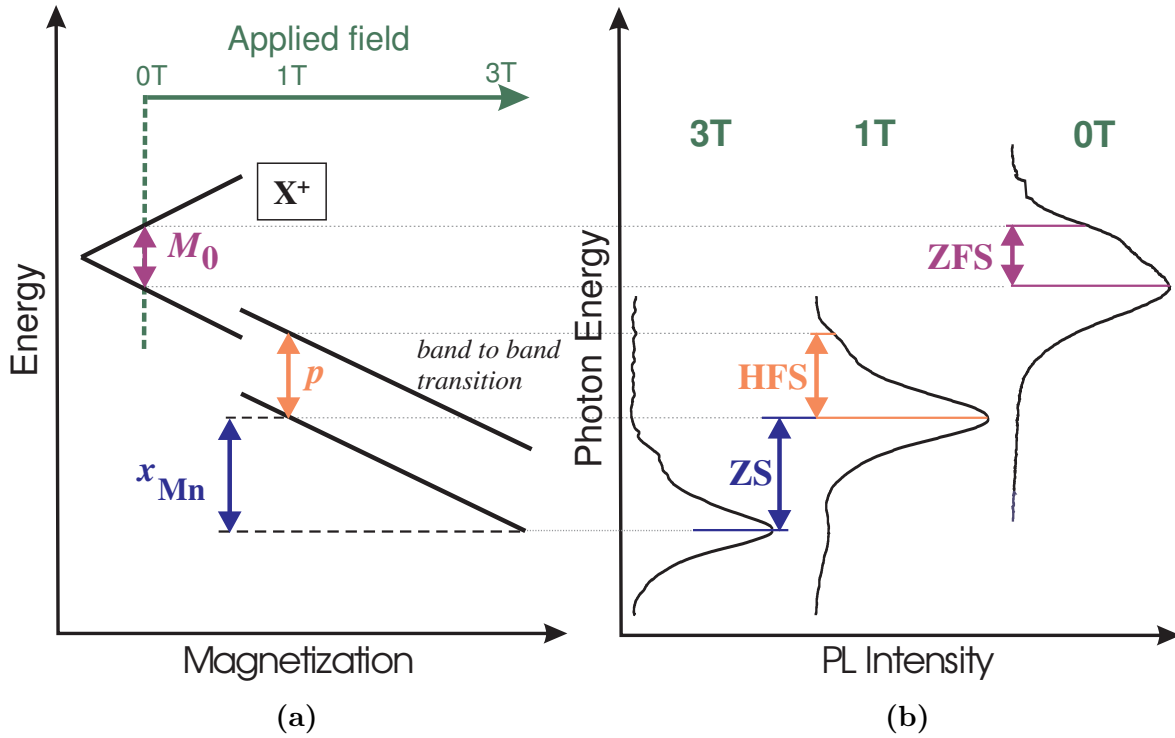 Applied field
0T 1T 3T
X+
M0
Energy
p
band to band
transition
xMn
Magnetization
(a)
3T 1T 0T
ZFS
Photon Energy
HFS
ZS
PL Intensity
(b)